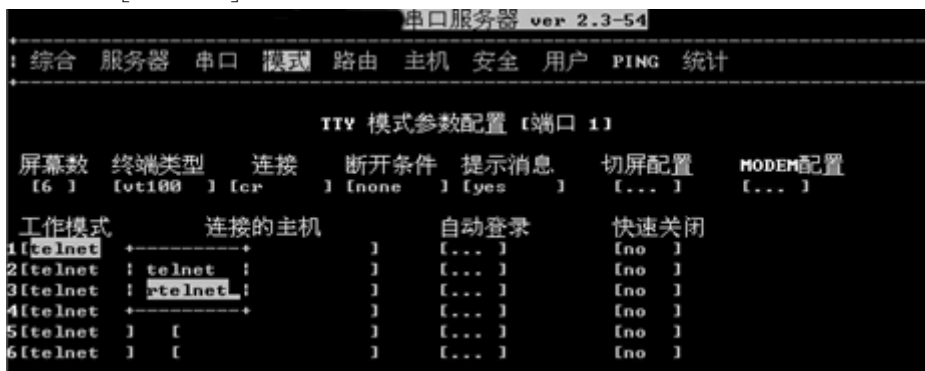 串口服务器 ver 2.3-54
综合 服务器 串口 模式 路由 主机 安全 用户 PING 统计
TTY 模式参数配置 [端口 1]
屏幕数 终端类型 连接 断开条件 提示消息 切屏配置 MODEM配置
[6 ] [vt100 ] [cr ] [none ] [yes ] [... ] [... ]
工作模式 连接的主机 自动登录 快速关闭
1[telnet ] [... ] [no ]
2[telnet telnet ] [... ] [no ]
3[telnet rtelnet ] [... ] [no ]
4[telnet ] [... ] [no ]
5[telnet ] [ ] [... ] [no ]
6[telnet ] [ ] [... ] [no ]